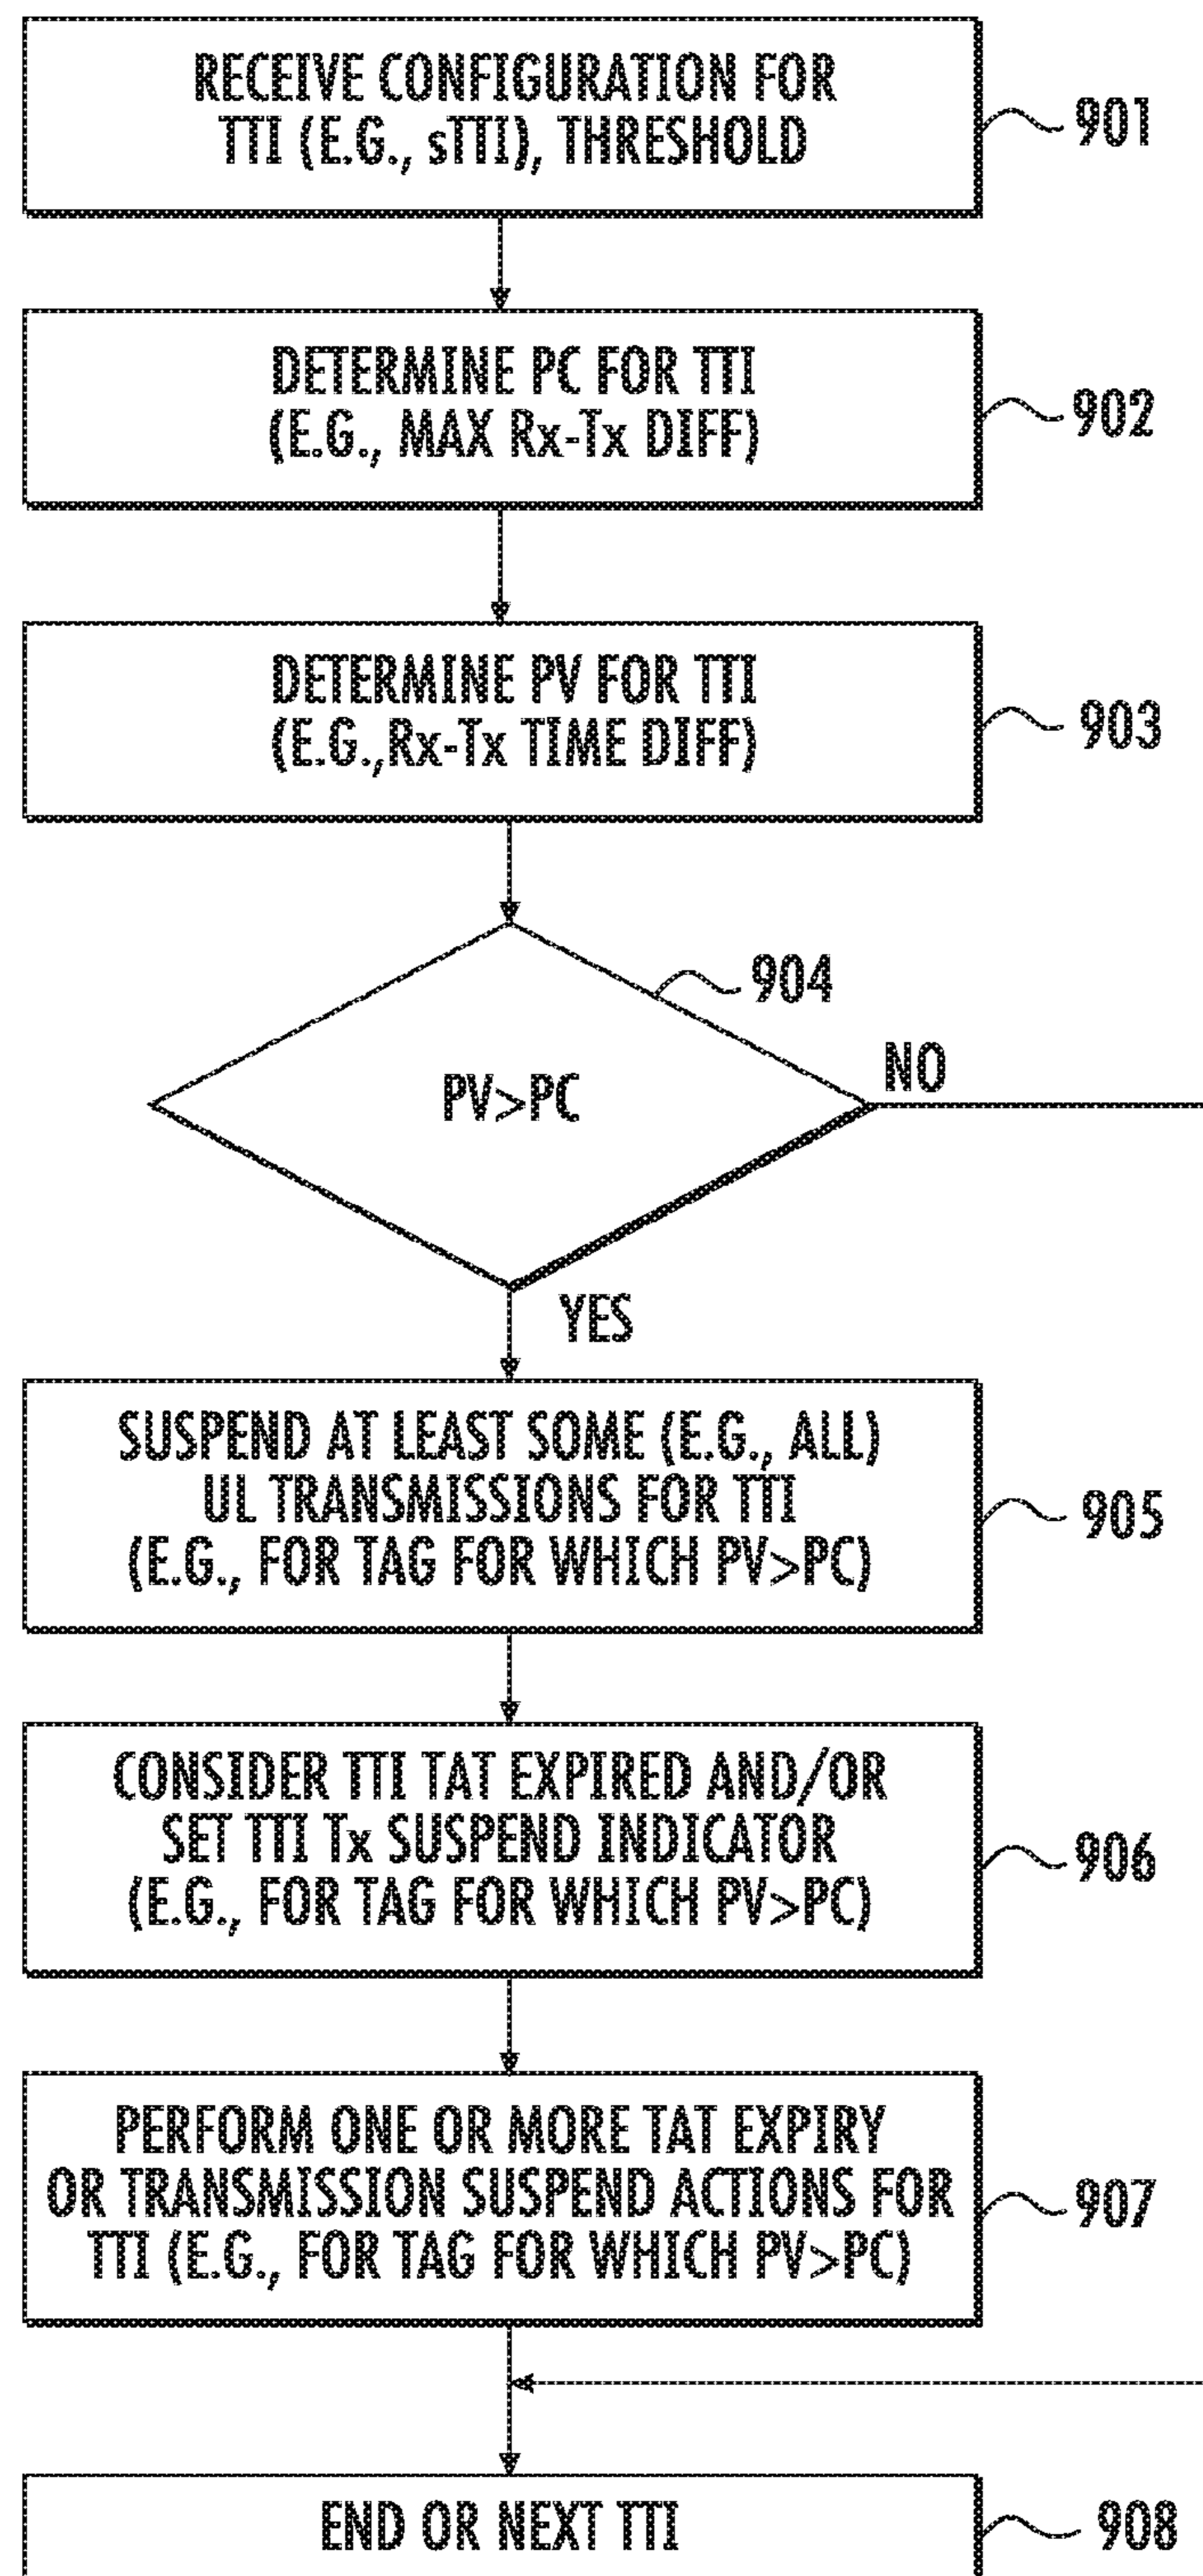 RECEIVE CONFIGURATION FOR
TTI (E.G., sTTI), THRESHOLD
901
DETERMINE PC FOR TTI
(E.G., MAX Rx-Tx DIFF)
902
DETERMINE PV FOR TTI
(E.G.,Rx-Tx TIME DIFF)
903
904
PV>PC
NO
YES
SUSPEND AT LEAST SOME (E.G., ALL)
UL TRANSMISSIONS FOR TTI
(E.G., FOR TAG FOR WHICH PV>PC)
905
CONSIDER TTI TAT EXPIRED AND/OR
SET TTI Tx SUSPEND INDICATOR
(E.G., FOR TAG FOR WHICH PV>PC)
906
PERFORM ONE OR MORE TAT EXPIRY
OR TRANSMISSION SUSPEND ACTIONS FOR
TTI (E.G., FOR TAG FOR WHICH PV>PC)
907
END OR NEXT TTI
908